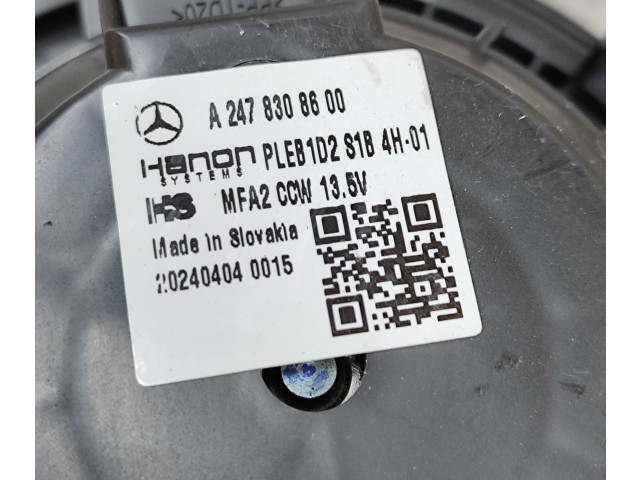 A 247 830 86 00
Hanon PLEB1D2 S1B 4H-01
SYSTEMS
HS MFA2 CCW 13.5V
Made in Slovakia
20240404 0015